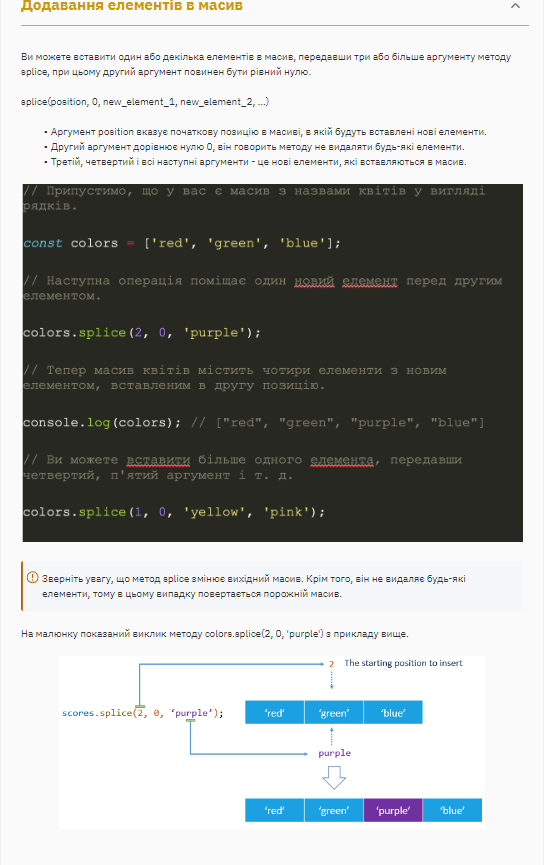 Додавання елементів в масив
Ви можете вставити один або декілька елементів в масив, передавши три або більше аргументу методу
splice, при цьому другий аргумент повинен бути рівний нулю.
splice(position, 0, new_element_1, new_element_2, ...)
• Аргумент position вказує початкову позицію в масиві, в якій будуть вставлені нові елементи.
• Другий аргумент дорівнює нулю 0, він говорить методу не видаляти будь-які елементи.
• Третій, четвертий і всі наступні аргументи - це нові елементи, які вставляються в масив.
// Припустимо, що у вас є масив з назвами квітів у вигляді
рядків.
const colors = ['red', 'green', 'blue'];
// Наступна операція поміщає один новий елемент перед другим
елементом.
colors.splice(2, 0, 'purple');
// Тепер масив квітів містить чотири елементи з новим
елементом, вставленим в другу позицію.
console.log(colors); // ["red", "green", "purple", "blue"]
// Ви можете вставити більше одного елемента, передавши
четвертий, п'ятий аргумент і т. д.
colors.splice(1, 0, 'yellow', 'pink');
Зверніть увагу, що метод splice змінює вихідний масив. Крім того, він не видаляє будь-які
елементи, тому в цьому випадку повертається порожній масив.
На малюнку показаний виклик методу colors.splice(2, 0, 'purple') з прикладу вище.
2 The starting position to insert
scores.splice(2, 0, ‘purple’); ‘red’ ‘green’ ‘blue’
purple
‘red’ ‘green’ ‘purple’ ‘blue’